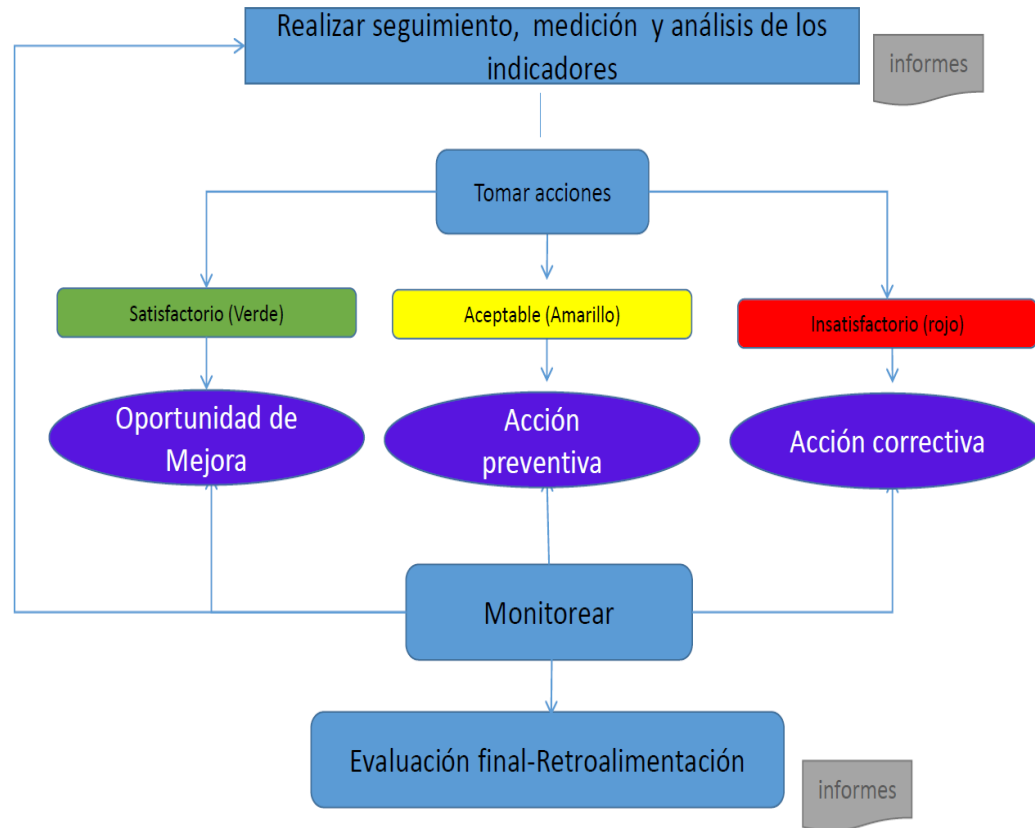 Realizar seguimiento, medición y análisis de los
indicadores
informes
Tomar acciones
Satisfactorio (Verde)
Aceptable (Amarillo)
Insatisfactorio (rojo)
Oportunidad de
Mejora
Acción
preventiva
Acción correctiva
Monitorear
Evaluación final-Retroalimentación
informes